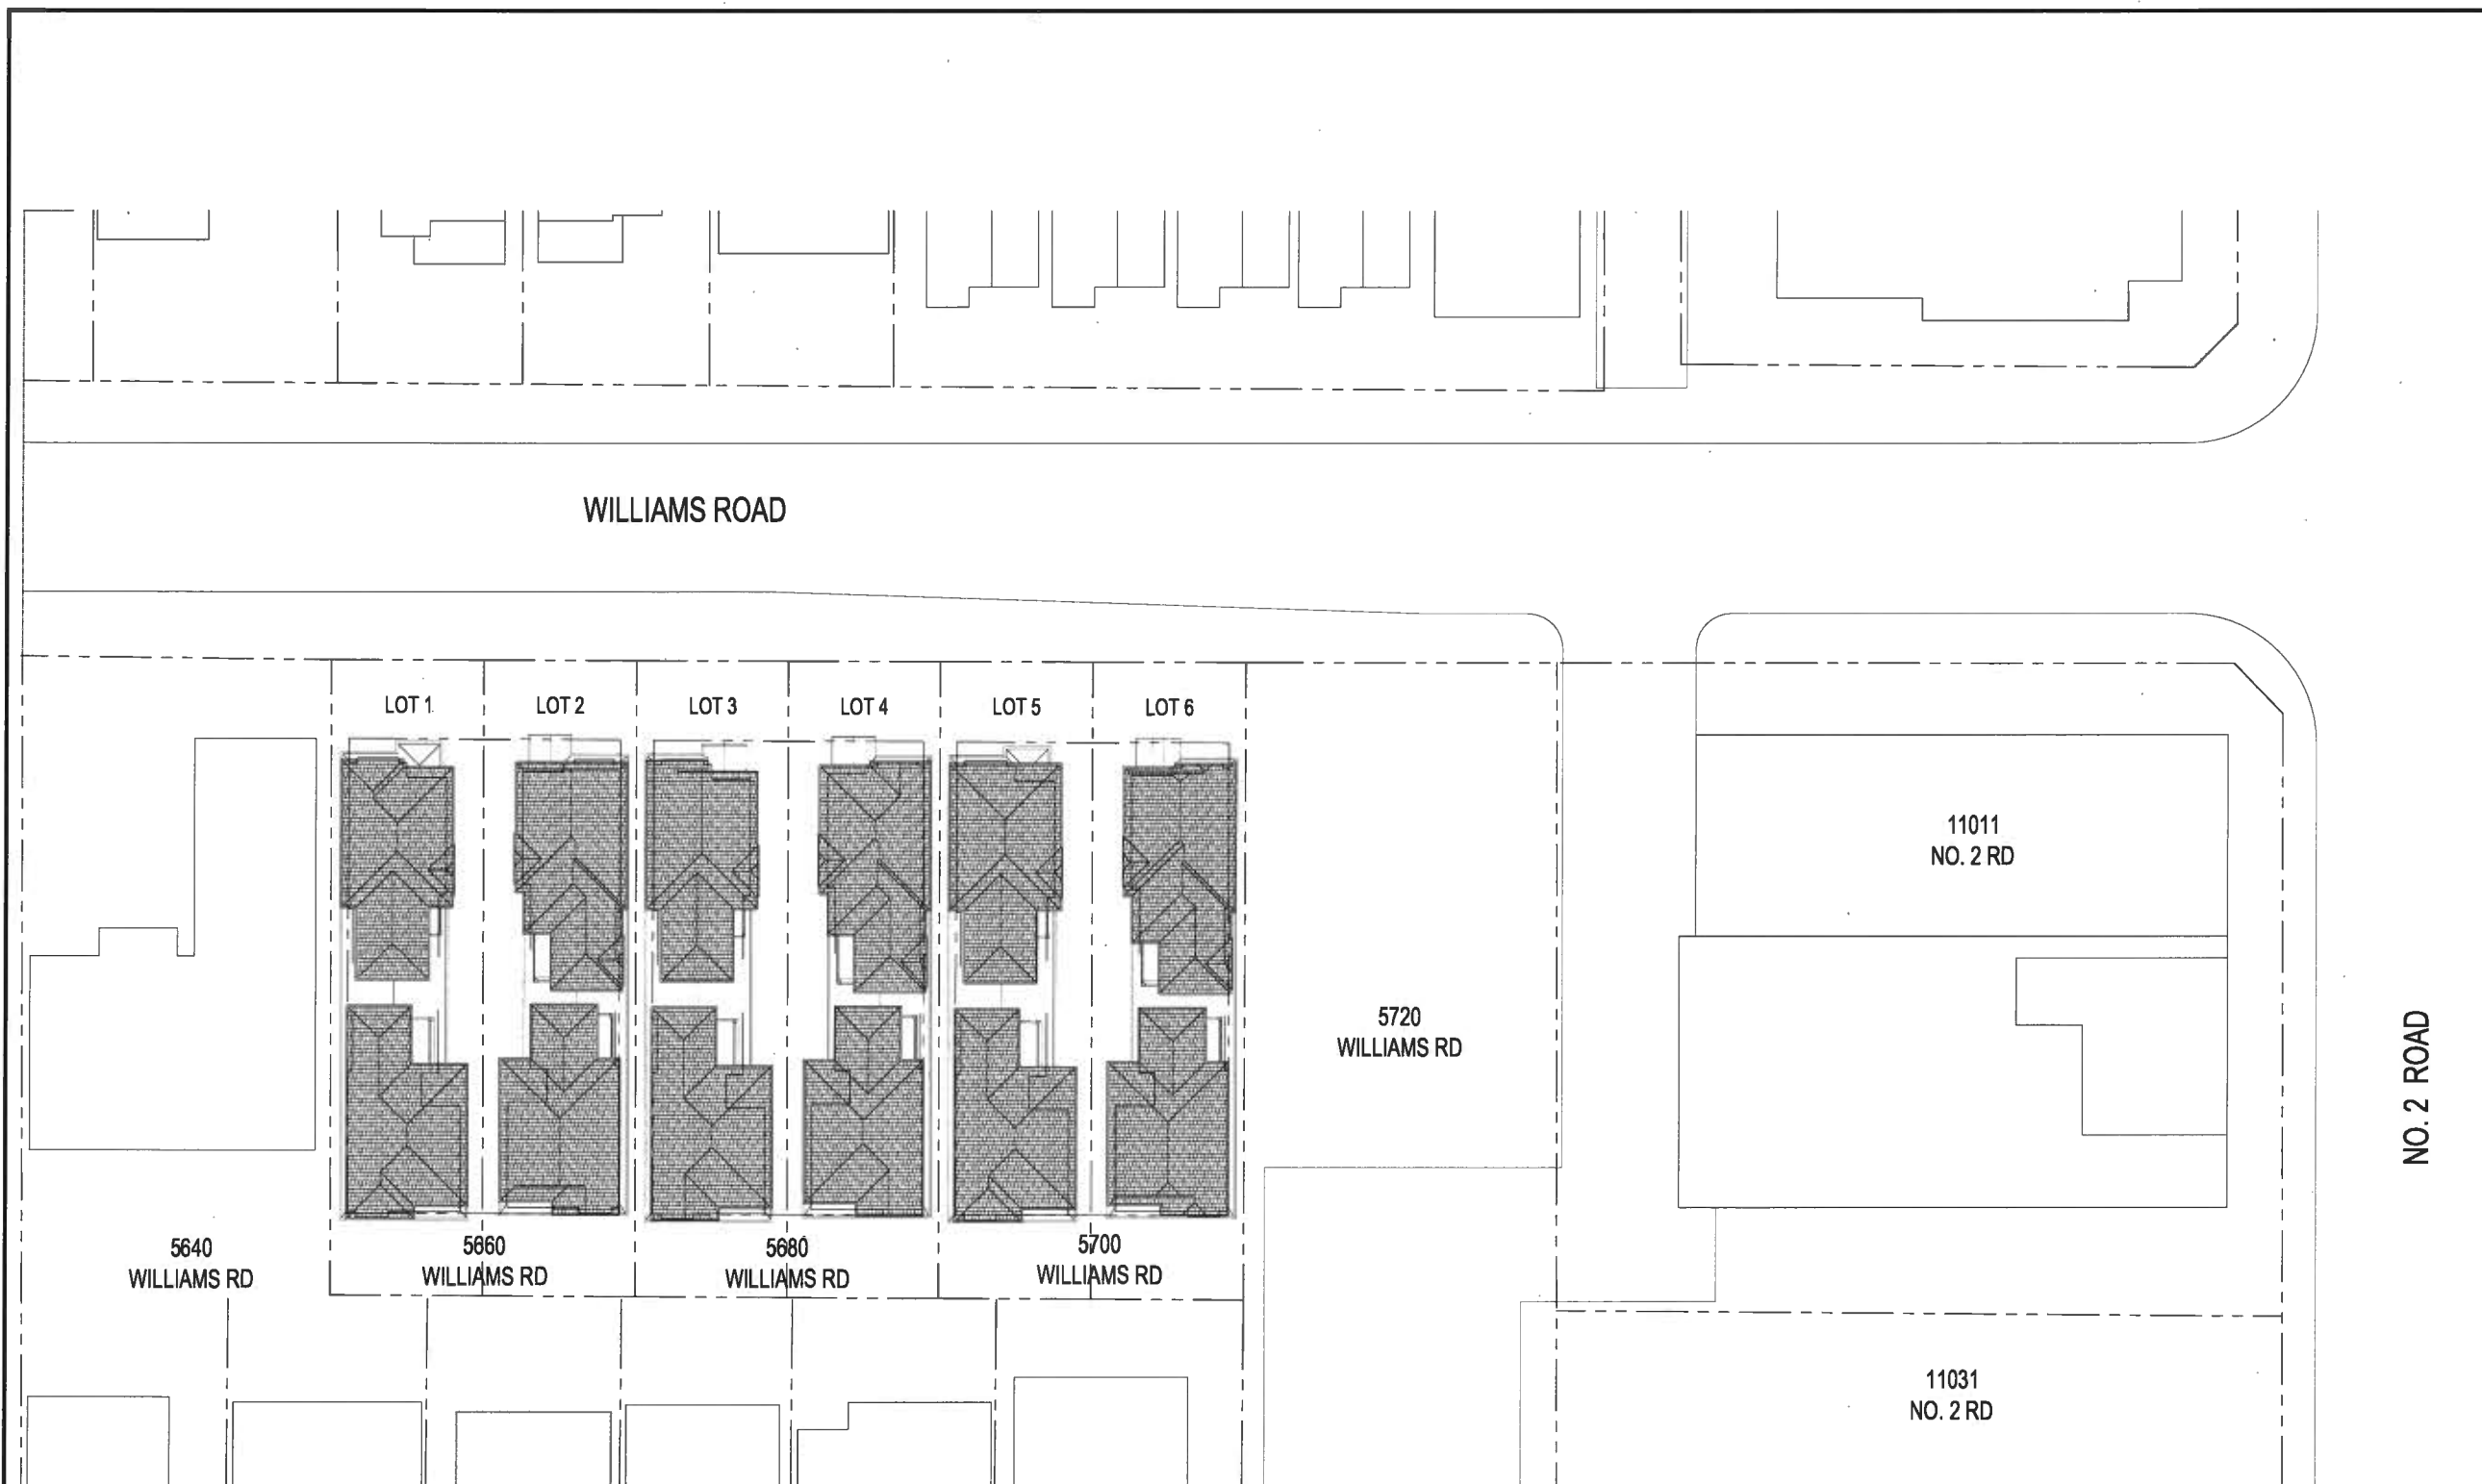 WILLIAMS ROAD
LOT 1
LOT 2
LOT 3
LOT 4
LOT 5
LOT 6
11011
NO. 2 RD
5720
WILLIAMS RD
NO. 2 ROAD
5640
WILLIAMS RD
5660
WILLIAMS RD
5680
WILLIAMS RD
5700
WILLIAMS RD
11031
NO. 2 RD